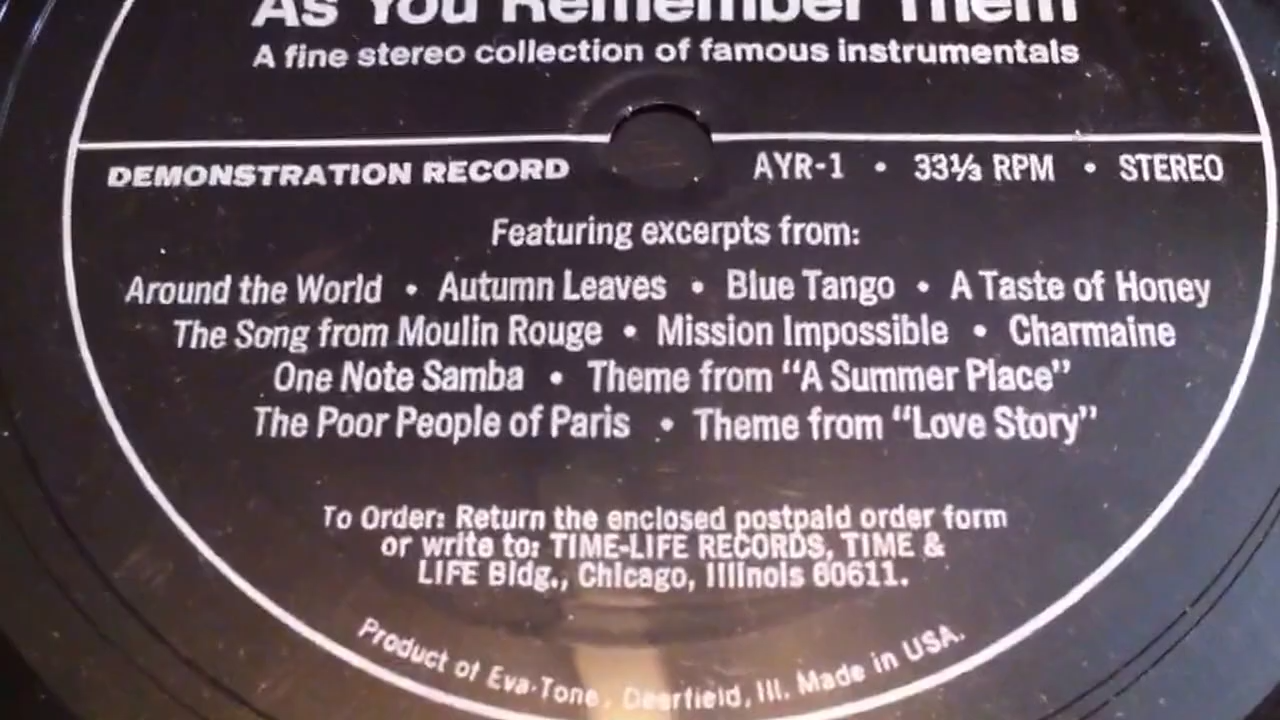 As You Remember Them
A fine stereo collection of famous instrumentals
DEMONSTRATION RECORD AYR-1 • 33⅓ RPM • STEREO
Featuring excerpts from:
Around the World • Autumn Leaves • Blue Tango • A Taste of Honey
The Song from Moulin Rouge • Mission Impossible • Charmaine
One Note Samba • Theme from “A Summer Place”
The Poor People of Paris • Theme from “Love Story”
To Order: Return the enclosed postpaid order form
or write to: TIME-LIFE RECORDS, TIME &
LIFE Bldg., Chicago, Illinois 60611.
Product of Eva-Tone, Deerfield, Ill. Made in USA.